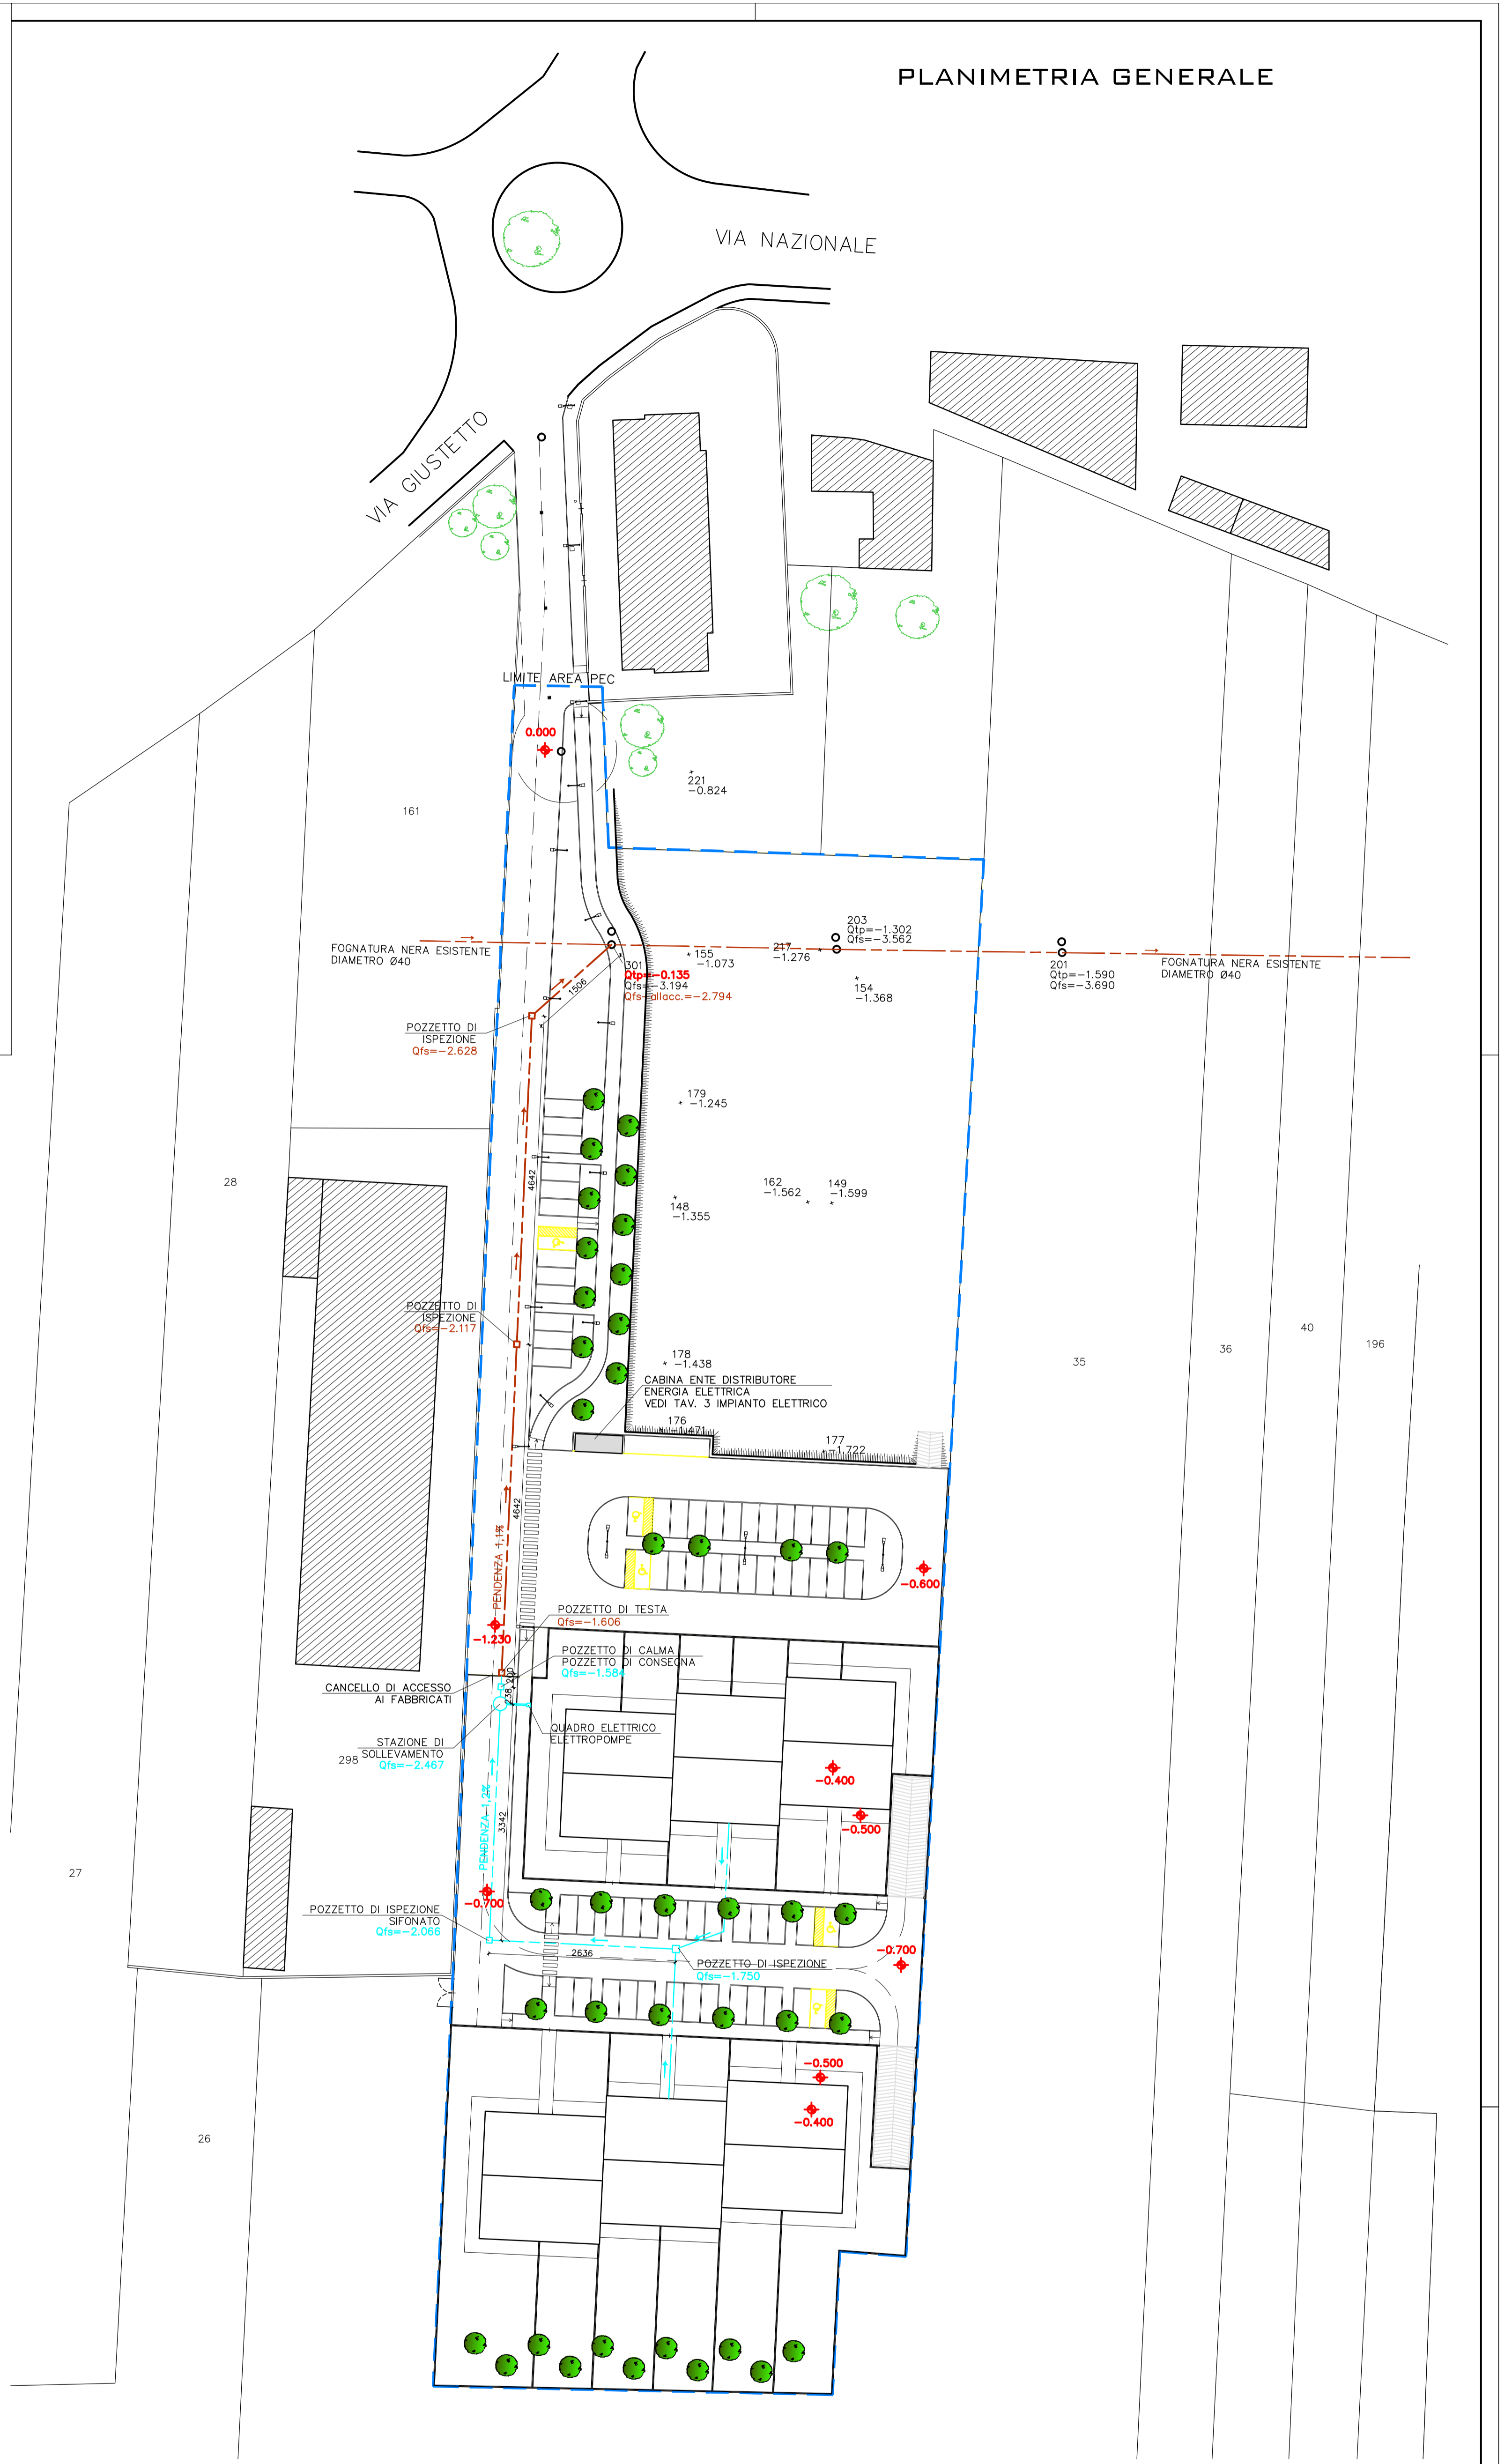 PLANIMETRIA GENERALE
VIA NAZIONALE
VIA GIUSTETTO
LIMITE AREA PEC
0.000
221
-0.824
161
FOGNATURA NERA ESISTENTE
DIAMETRO Ø40
203
Qtp=-1.302
Qfs=-3.562
217
-1.276
155
-1.073
301
Qtp=-0.135
Qfs=-3.194
Qfs-allacc.=-2.794
154
-1.368
201
Qtp=-1.590
Qfs=-3.690
FOGNATURA NERA ESISTENTE
DIAMETRO Ø40
1506
POZZETTO DI
ISPEZIONE
Qfs=-2.628
179
-1.245
4642
28
162
-1.562
149
-1.599
148
-1.355
POZZETTO DI
ISPEZIONE
Qfs=-2.117
178
-1.438
35
36
40
196
CABINA ENTE DISTRIBUTORE
ENERGIA ELETTRICA
VEDI TAV. 3 IMPIANTO ELETTRICO
176
-1.471
177
-1.722
4642
PENDENZA 1,1%
-0.600
POZZETTO DI TESTA
Qfs=-1.606
-1.230
POZZETTO DI CALMA
POZZETTO DI CONSEGNA
Qfs=-1.584
200
238
CANCELLO DI ACCESSO
AI FABBRICATI
QUADRO ELETTRICO
ELETTROPOMPE
STAZIONE DI
SOLLEVAMENTO
Qfs=-2.467
298
-0.400
-0.500
3342
PENDENZA 1,2%
27
-0.700
POZZETTO DI ISPEZIONE
SIFONATO
Qfs=-2.066
2636
-0.700
POZZETTO DI ISPEZIONE
Qfs=-1.750
-0.500
-0.400
26